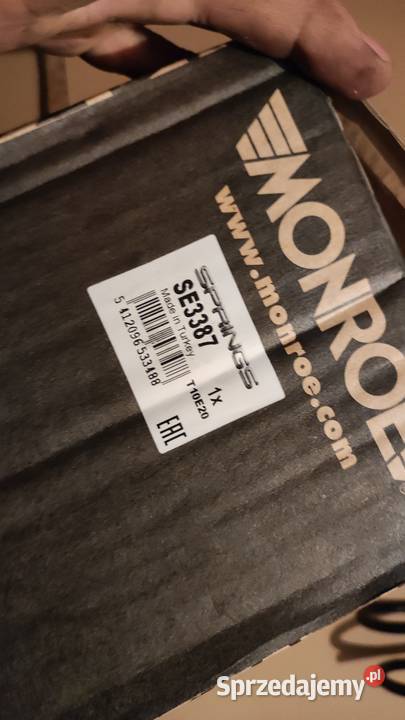 MONROE
www.monroe.com
SPRINGS
SE3387
1x
Made in Turkey
T10E20
5 412096 533488
EAC
Sprzedajemy.pl